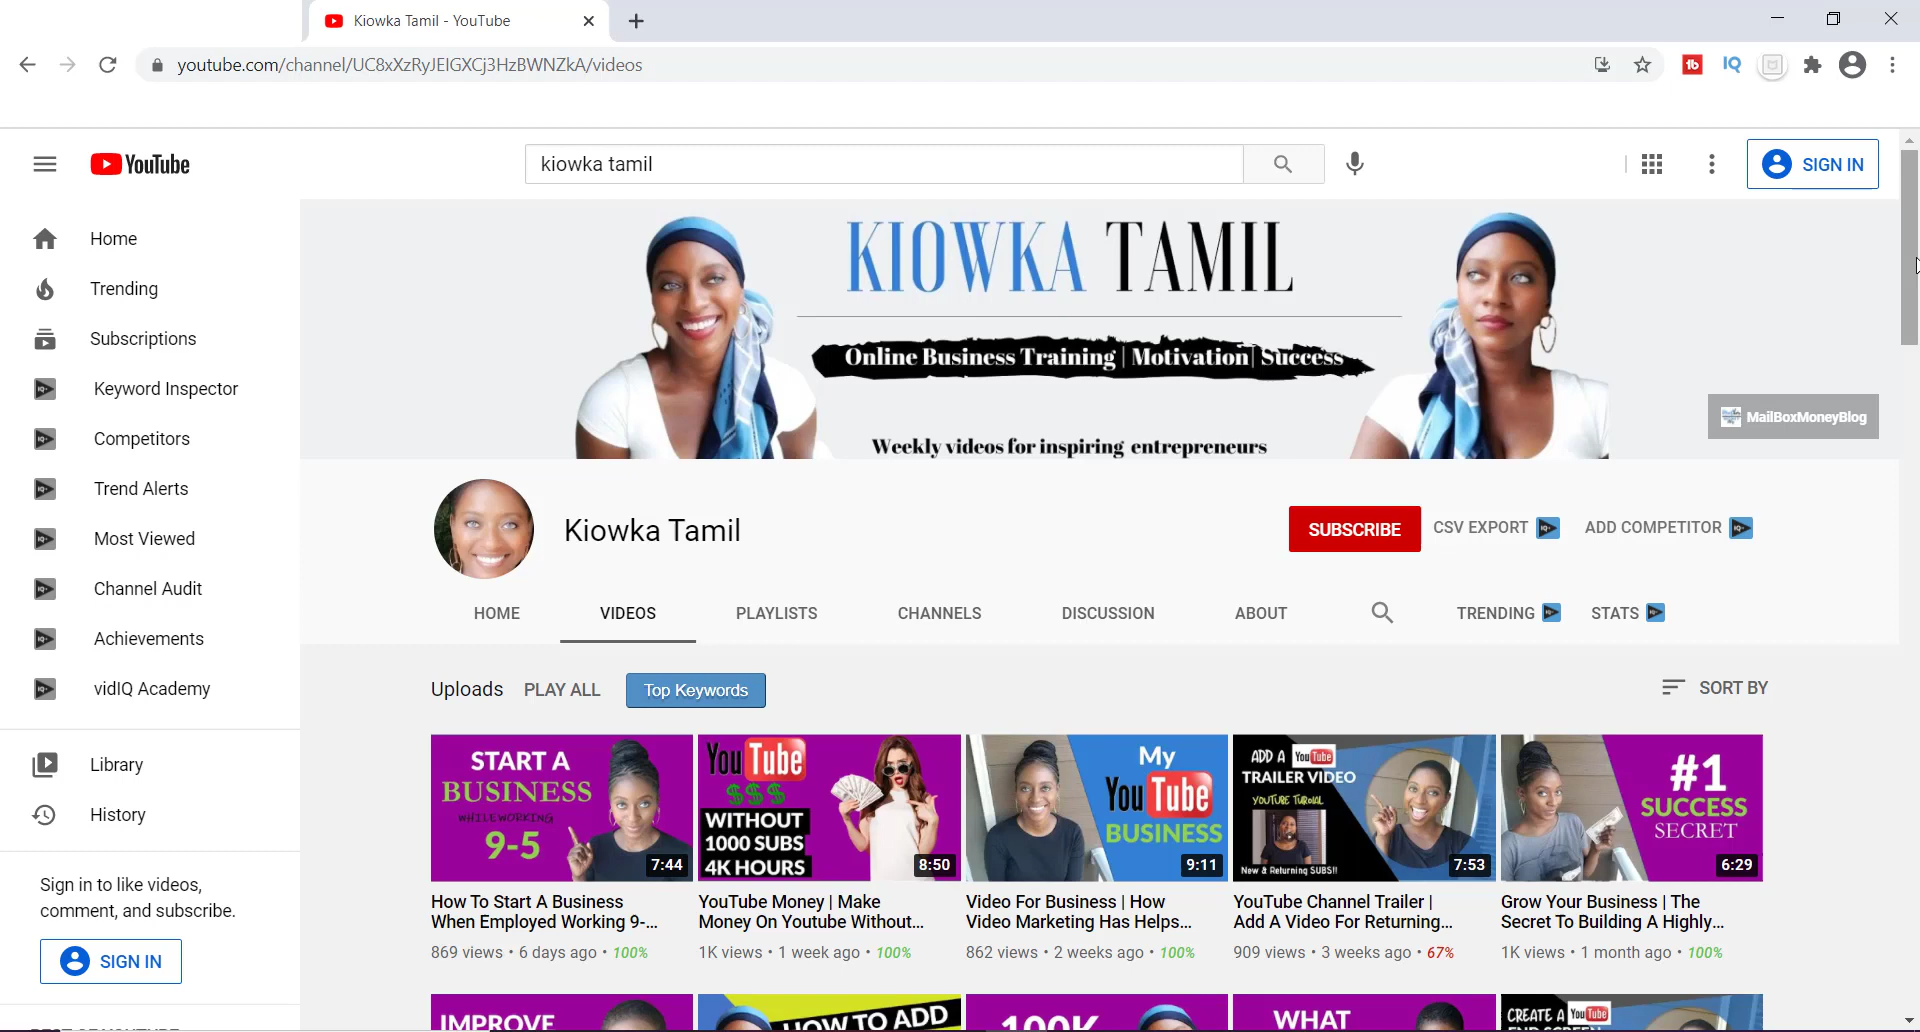 Kiowka Tamil - YouTube
youtube.com/channel/UC8xXzRyJEIGXCj3HzBWNZkA/videos
YouTube
kiowka tamil
SIGN IN
Home
Trending
Subscriptions
Keyword Inspector
Competitors
Trend Alerts
Most Viewed
Channel Audit
Achievements
vidIQ Academy
Library
History
Sign in to like videos,
comment, and subscribe.
SIGN IN
KIOWKA TAMIL
Online Business Training | Motivation| Success
Weekly videos for inspiring entrepreneurs
MailBoxMoneyBlog
Kiowka Tamil
SUBSCRIBE
CSV EXPORT
ADD COMPETITOR
HOME VIDEOS PLAYLISTS CHANNELS DISCUSSION ABOUT TRENDING STATS
Uploads PLAY ALL Top Keywords
SORT BY
START A
BUSINESS
WHILE WORKING
9-5
7:44
How To Start A Business
When Employed Working 9-...
869 views • 6 days ago • 100%
YouTube
$$$
WITHOUT
1000 SUBS
4K HOURS
8:50
YouTube Money | Make
Money On Youtube Without...
1K views • 1 week ago • 100%
My
YouTube
BUSINESS
9:11
Video For Business | How
Video Marketing Has Helps...
862 views • 2 weeks ago • 100%
ADD A YouTube
TRAILER VIDEO
New & Returning SUBS!!
7:53
YouTube Channel Trailer |
Add A Video For Returning...
909 views • 3 weeks ago • 67%
#1
SUCCESS
SECRET
6:29
Grow Your Business | The
Secret To Building A Highly...
1K views • 1 month ago • 100%
IMPROVE
HOW TO ADD
100K
WHAT
CREATE A YouTube